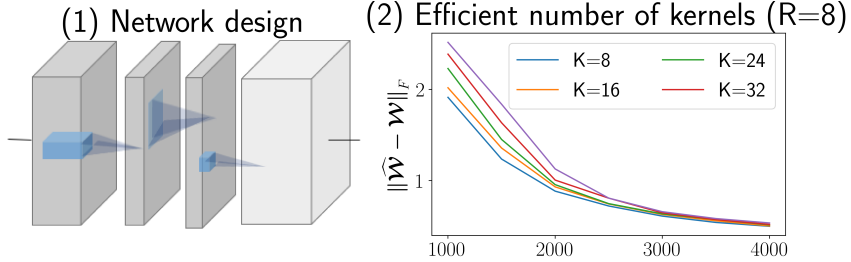 (1) Network design
(2) Efficient number of kernels (R=8)
K=8
K=24
K=16
K=32
‖𝓦̂ − 𝓦‖_F
2
1
1000 2000 3000 4000